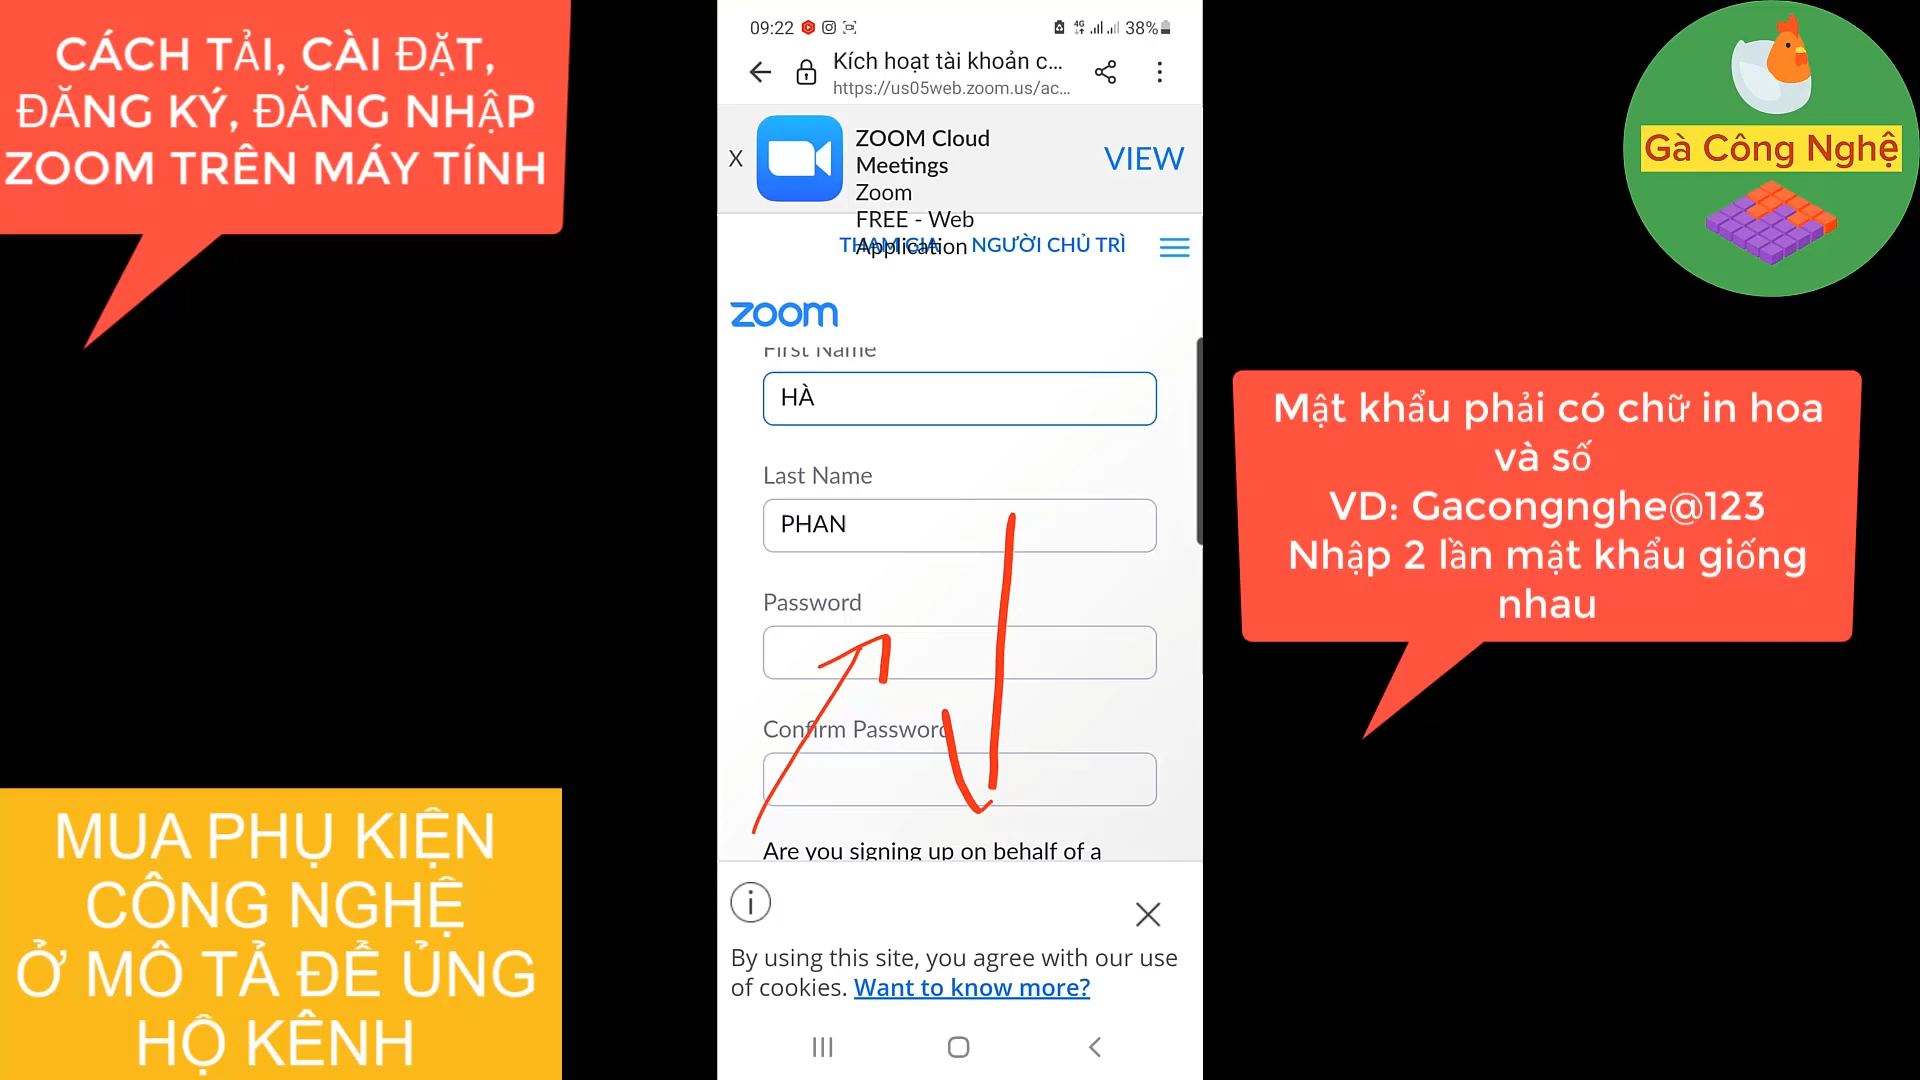 CÁCH TẢI, CÀI ĐẶT,
ĐĂNG KÝ, ĐĂNG NHẬP
ZOOM TRÊN MÁY TÍNH
MUA PHỤ KIỆN
CÔNG NGHỆ
Ở MÔ TẢ ĐỂ ỦNG
HỘ KÊNH
09:22
4G
38%
Kích hoạt tài khoản c...
https://us05web.zoom.us/ac...
X
ZOOM Cloud
Meetings
Zoom
FREE - Web
Application
VIEW
THAM GIA
NGƯỜI CHỦ TRÌ
zoom
First Name
HÀ
Last Name
PHAN
Password
Confirm Password
Are you signing up on behalf of a
By using this site, you agree with our use
of cookies. Want to know more?
Gà Công Nghệ
Mật khẩu phải có chữ in hoa
và số
VD: Gacongnghe@123
Nhập 2 lần mật khẩu giống
nhau